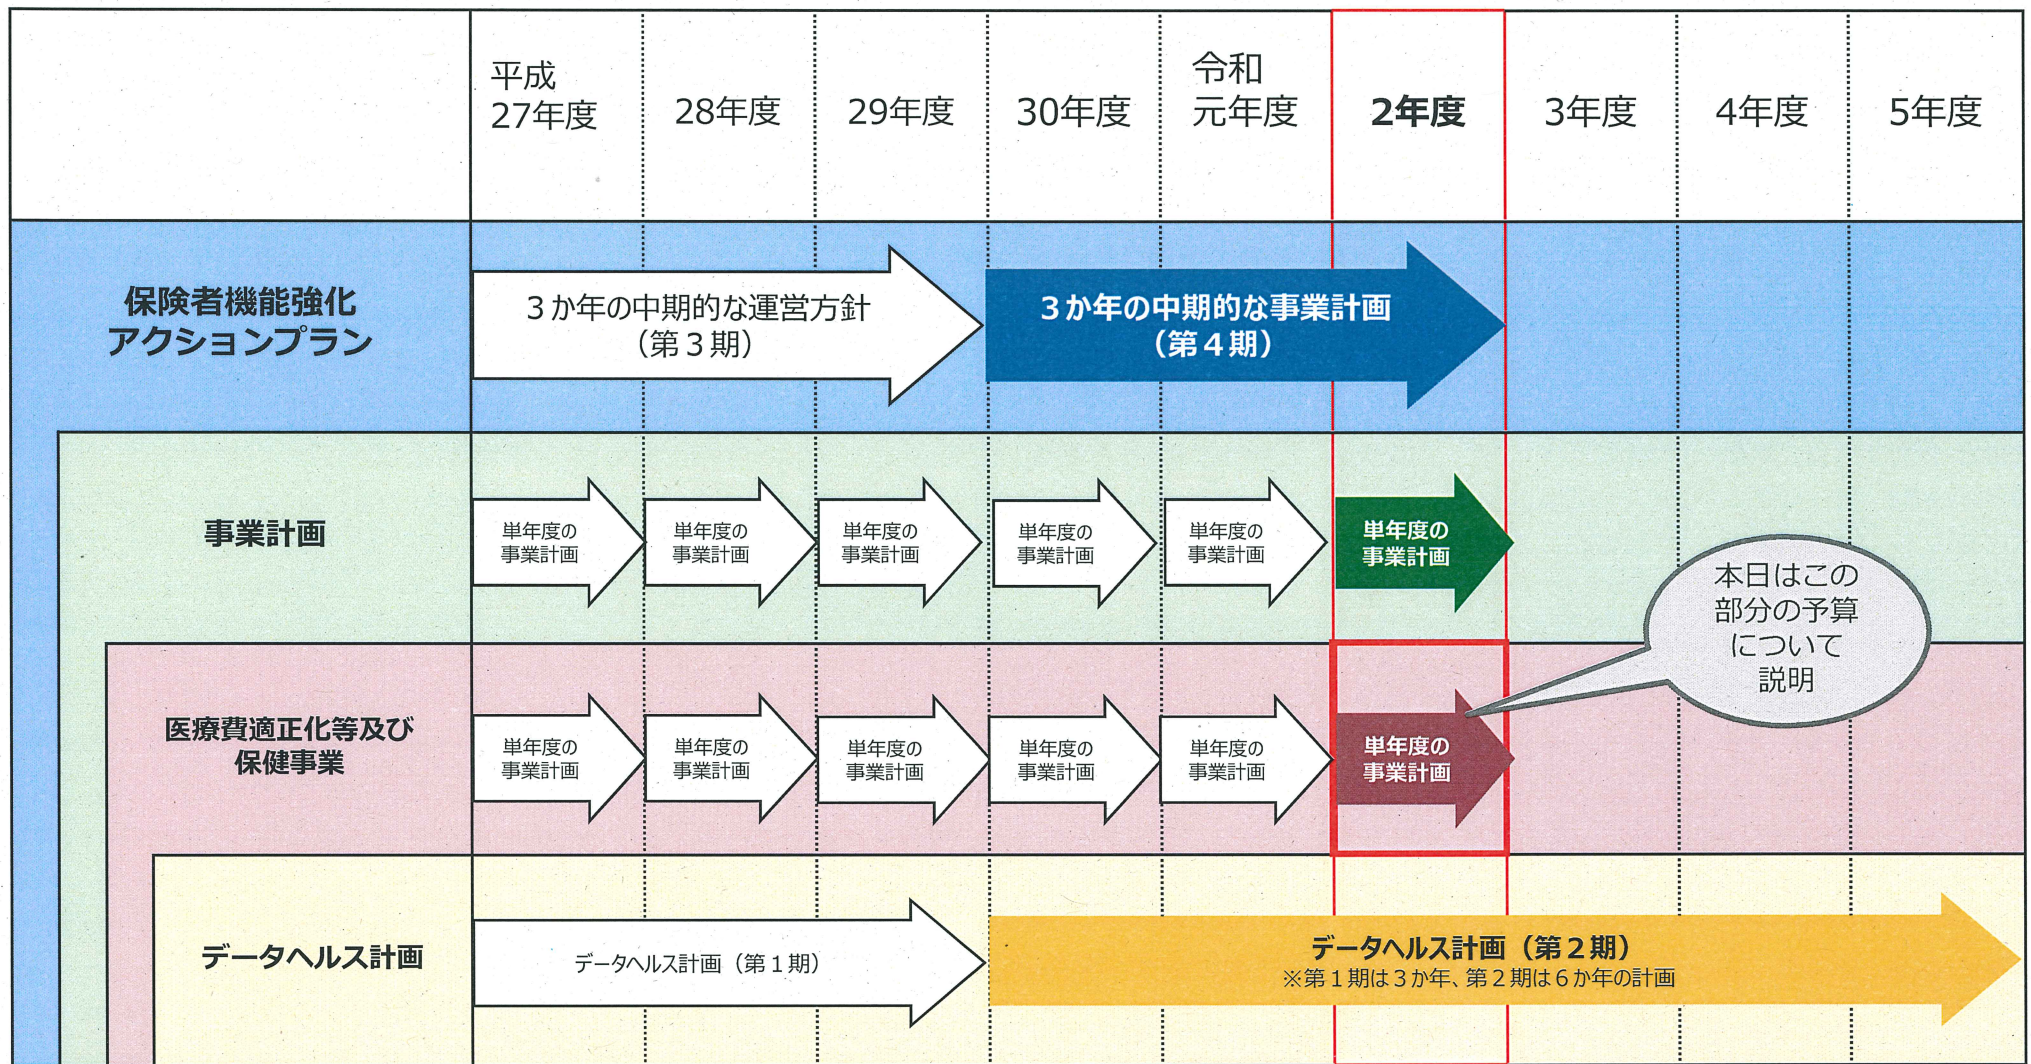 平成
27年度
28年度
29年度
30年度
令和
元年度
2年度
3年度
4年度
5年度
保険者機能強化
アクションプラン
3か年の中期的な運営方針
（第3期）
3か年の中期的な事業計画
（第4期）
事業計画
単年度の
事業計画
単年度の
事業計画
単年度の
事業計画
単年度の
事業計画
単年度の
事業計画
単年度の
事業計画
本日はこの
部分の予算
について
説明
医療費適正化等及び
保健事業
単年度の
事業計画
単年度の
事業計画
単年度の
事業計画
単年度の
事業計画
単年度の
事業計画
単年度の
事業計画
データヘルス計画
データヘルス計画（第１期）
データヘルス計画（第２期）
※第１期は３か年、第２期は６か年の計画